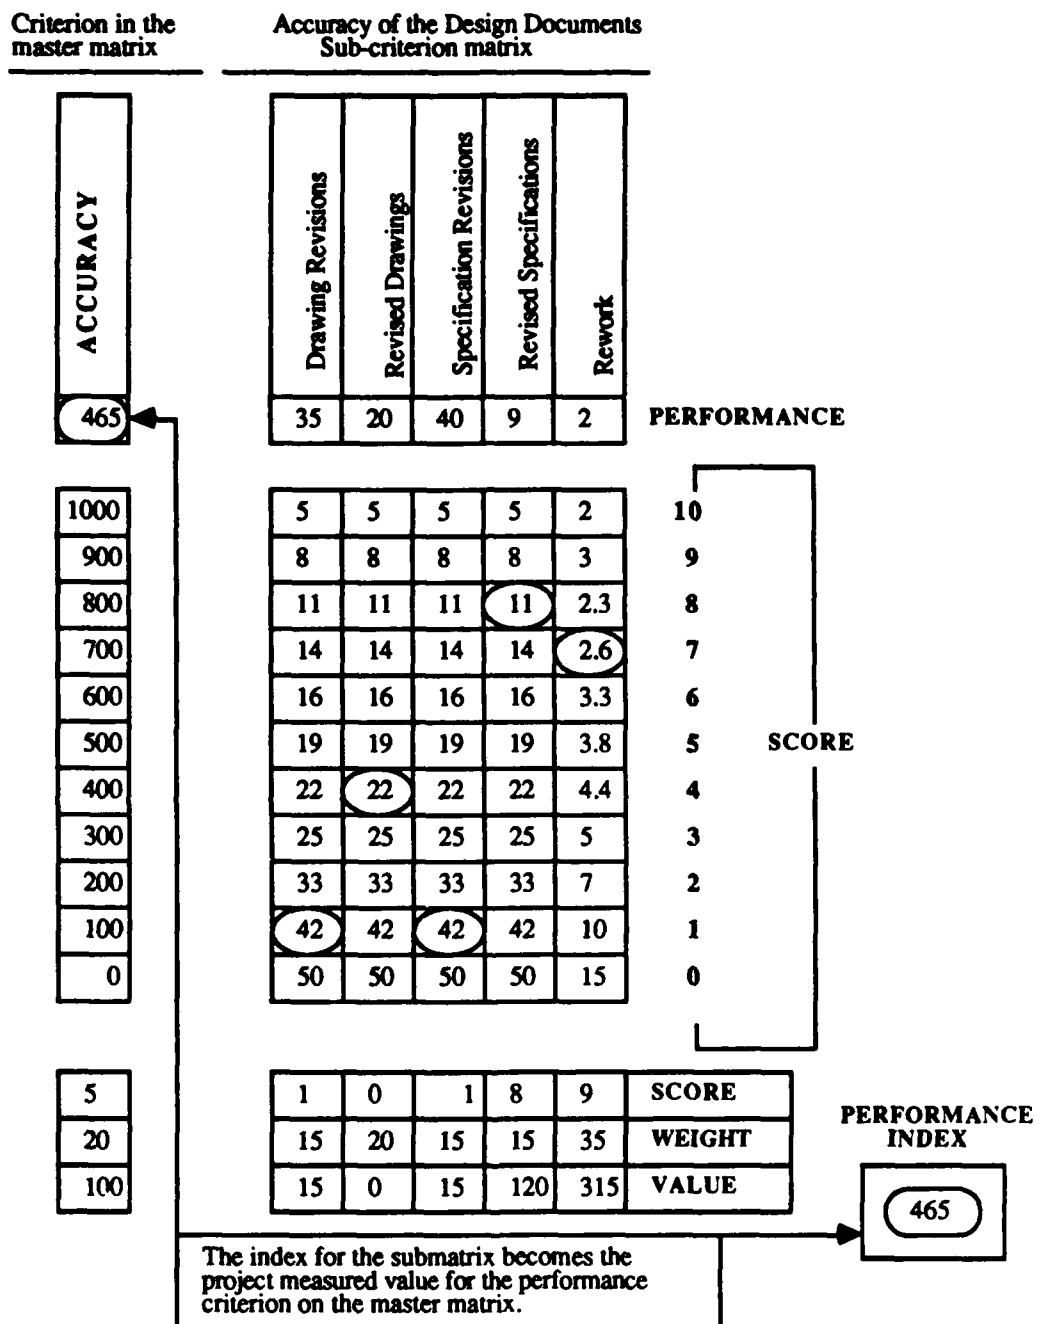 Criterion in the
master matrix
Accuracy of the Design Documents
Sub-criterion matrix
ACCURACY
Drawing Revisions
Revised Drawings
Specification Revisions
Revised Specifications
Rework
465 35 20 40 9 2 PERFORMANCE
1000 5 5 5 5 2 10
900 8 8 8 8 3 9
800 11 11 11 11 2.3 8
700 14 14 14 14 2.6 7
600 16 16 16 16 3.3 6
500 19 19 19 19 3.8 5 SCORE
400 22 22 22 22 4.4 4
300 25 25 25 25 5 3
200 33 33 33 33 7 2
100 42 42 42 42 10 1
0 50 50 50 50 15 0
5 1 0 1 8 9 SCORE
20 15 20 15 15 35 WEIGHT
100 15 0 15 120 315 VALUE
PERFORMANCE
INDEX
465
The index for the submatrix becomes the
project measured value for the performance
criterion on the master matrix.